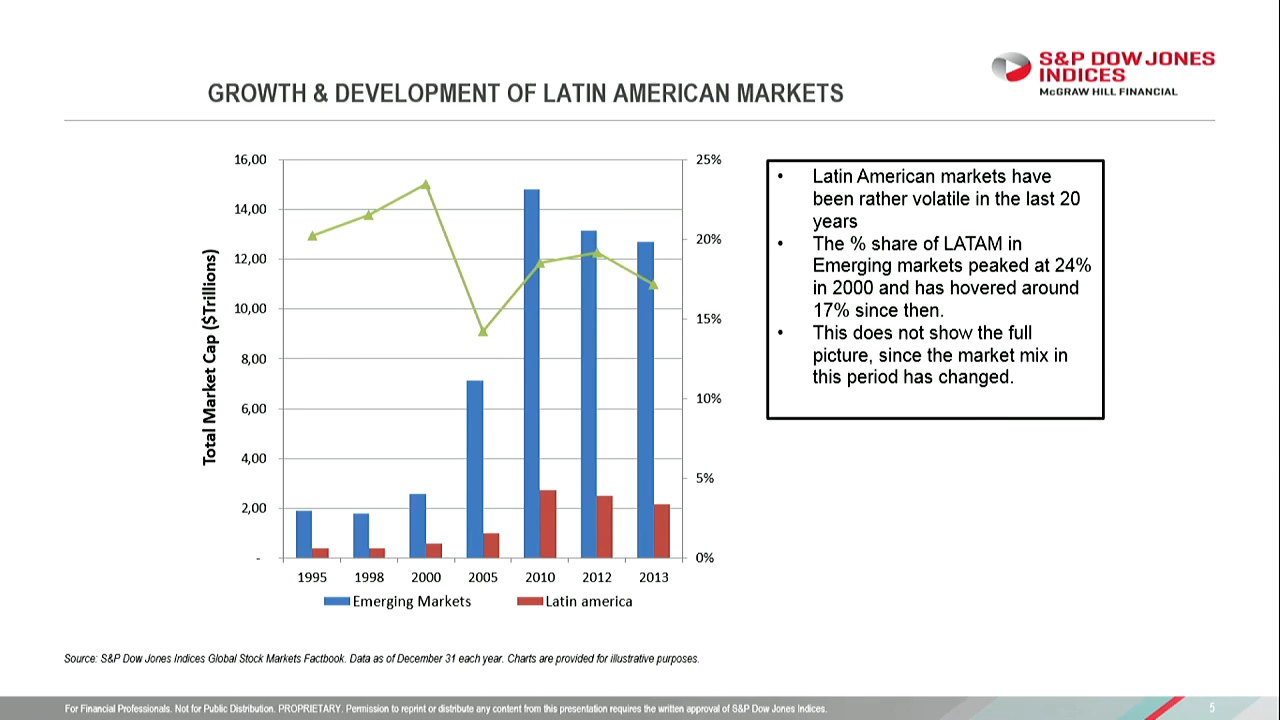 S&P DOW JONES
INDICES
McGRAW HILL FINANCIAL
GROWTH & DEVELOPMENT OF LATIN AMERICAN MARKETS
Total Market Cap ($Trillions)
16,00
14,00
12,00
10,00
8,00
6,00
4,00
2,00
-
25%
20%
15%
10%
5%
0%
1995 1998 2000 2005 2010 2012 2013
Emerging Markets Latin america
• Latin American markets have
been rather volatile in the last 20
years
• The % share of LATAM in
Emerging markets peaked at 24%
in 2000 and has hovered around
17% since then.
• This does not show the full
picture, since the market mix in
this period has changed.
Source: S&P Dow Jones Indices Global Stock Markets Factbook. Data as of December 31 each year. Charts are provided for illustrative purposes.
For Financial Professionals. Not for Public Distribution. PROPRIETARY. Permission to reprint or distribute any content from this presentation requires the written approval of S&P Dow Jones Indices.
5